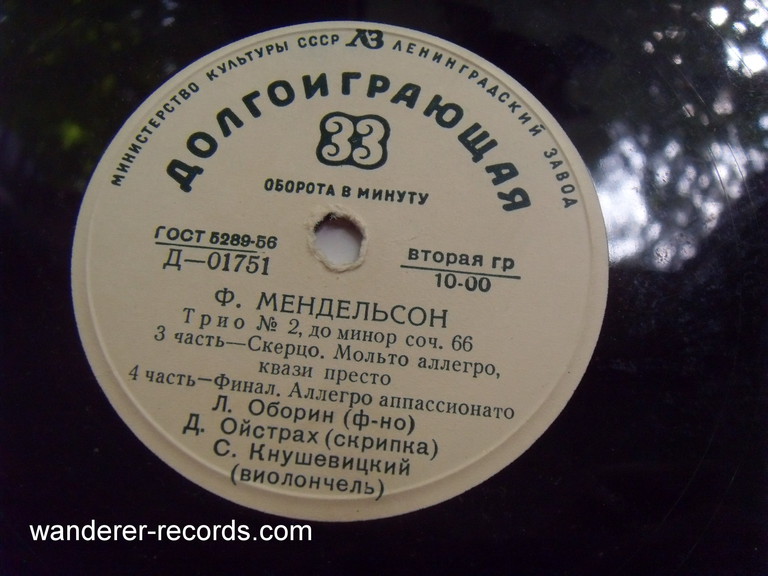 МИНИСТЕРСТВО КУЛЬТУРЫ СССР ЛЗ ЛЕНИНГРАДСКИЙ ЗАВОД
ДОЛГОИГРАЮЩАЯ
33
ОБОРОТА В МИНУТУ
ГОСТ 5289-56
Д—01751
вторая гр
10-00
Ф. МЕНДЕЛЬСОН
Трио № 2, до минор соч. 66
3 часть—Скерцо. Мольто аллегро,
квази престо
4 часть—Финал. Аллегро аппассионато
Л. Оборин (ф-но)
Д. Ойстрах (скрипка)
С. Кнушевицкий
(виолончель)
wanderer-records.com